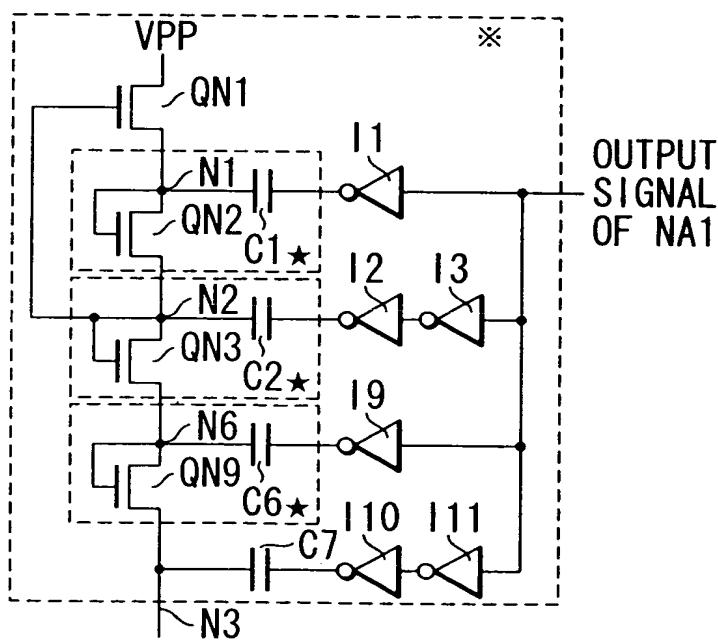 VPP
※
QN1
I1
OUTPUT
SIGNAL
OF NA1
N1
QN2
C1★
N2
I2
I3
QN3
C2★
N6
I9
QN9
C6★
C7
I10
I11
N3